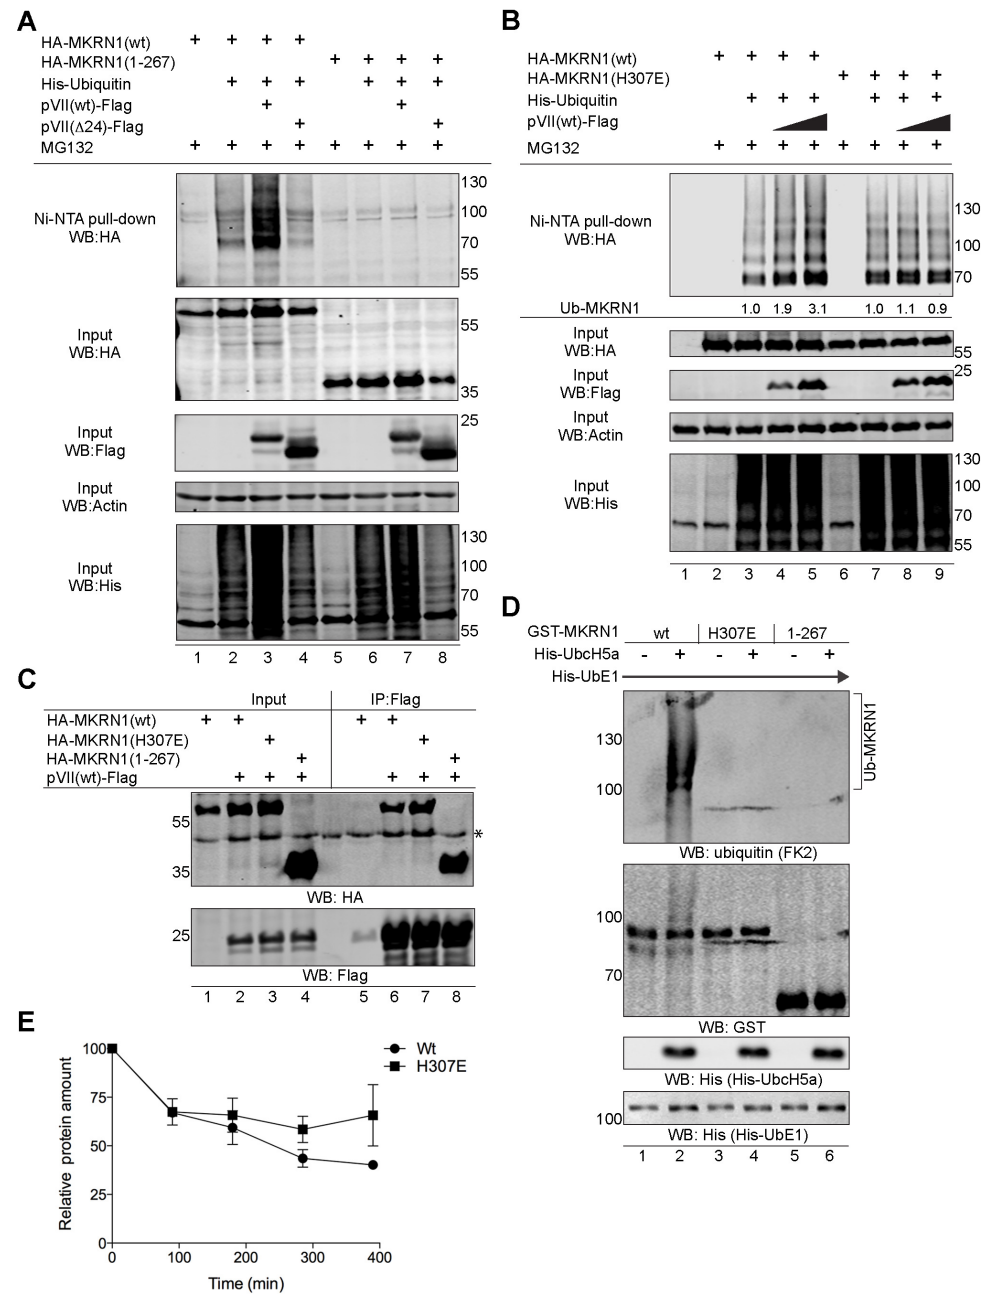 A
HA-MKRN1(wt) + + + +
HA-MKRN1(1-267) + + + +
His-Ubiquitin + + + + + +
pVII(wt)-Flag + +
pVII(Δ24)-Flag + +
MG132 + + + + + + + +
Ni-NTA pull-down
WB:HA
130
100
70
55
Input
WB:HA
55
35
Input
WB:Flag
25
Input
WB:Actin
Input
WB:His
130
100
70
55
1 2 3 4 5 6 7 8
B
HA-MKRN1(wt) + + + +
HA-MKRN1(H307E) + + + +
His-Ubiquitin + + + + + +
pVII(wt)-Flag
MG132 + + + + + + + +
Ni-NTA pull-down
WB:HA
130
100
70
Ub-MKRN1 1.0 1.9 3.1 1.0 1.1 0.9
Input
WB:HA
55
Input
WB:Flag
25
Input
WB:Actin
Input
WB:His
130
100
70
55
1 2 3 4 5 6 7 8 9
C
Input IP:Flag
HA-MKRN1(wt) + + + +
HA-MKRN1(H307E) + +
HA-MKRN1(1-267) + +
pVII(wt)-Flag + + + + + +
55
35
*
WB: HA
25
WB: Flag
1 2 3 4 5 6 7 8
D
GST-MKRN1 wt H307E 1-267
His-UbcH5a - + - + - +
His-UbE1
130
100
Ub-MKRN1
WB: ubiquitin (FK2)
100
70
WB: GST
WB: His (His-UbcH5a)
100
WB: His (His-UbE1)
1 2 3 4 5 6
E
Relative protein amount
100
75
50
25
0
0 100 200 300 400
Time (min)
Wt
H307E